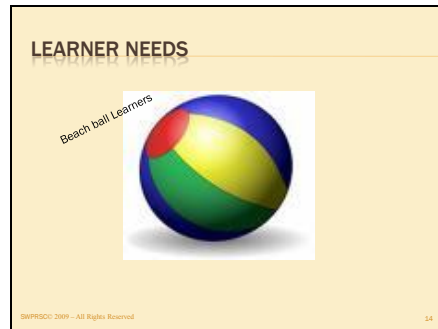 LEARNER NEEDS
Beach ball Learners
SWPRSC© 2009 – All Rights Reserved
14